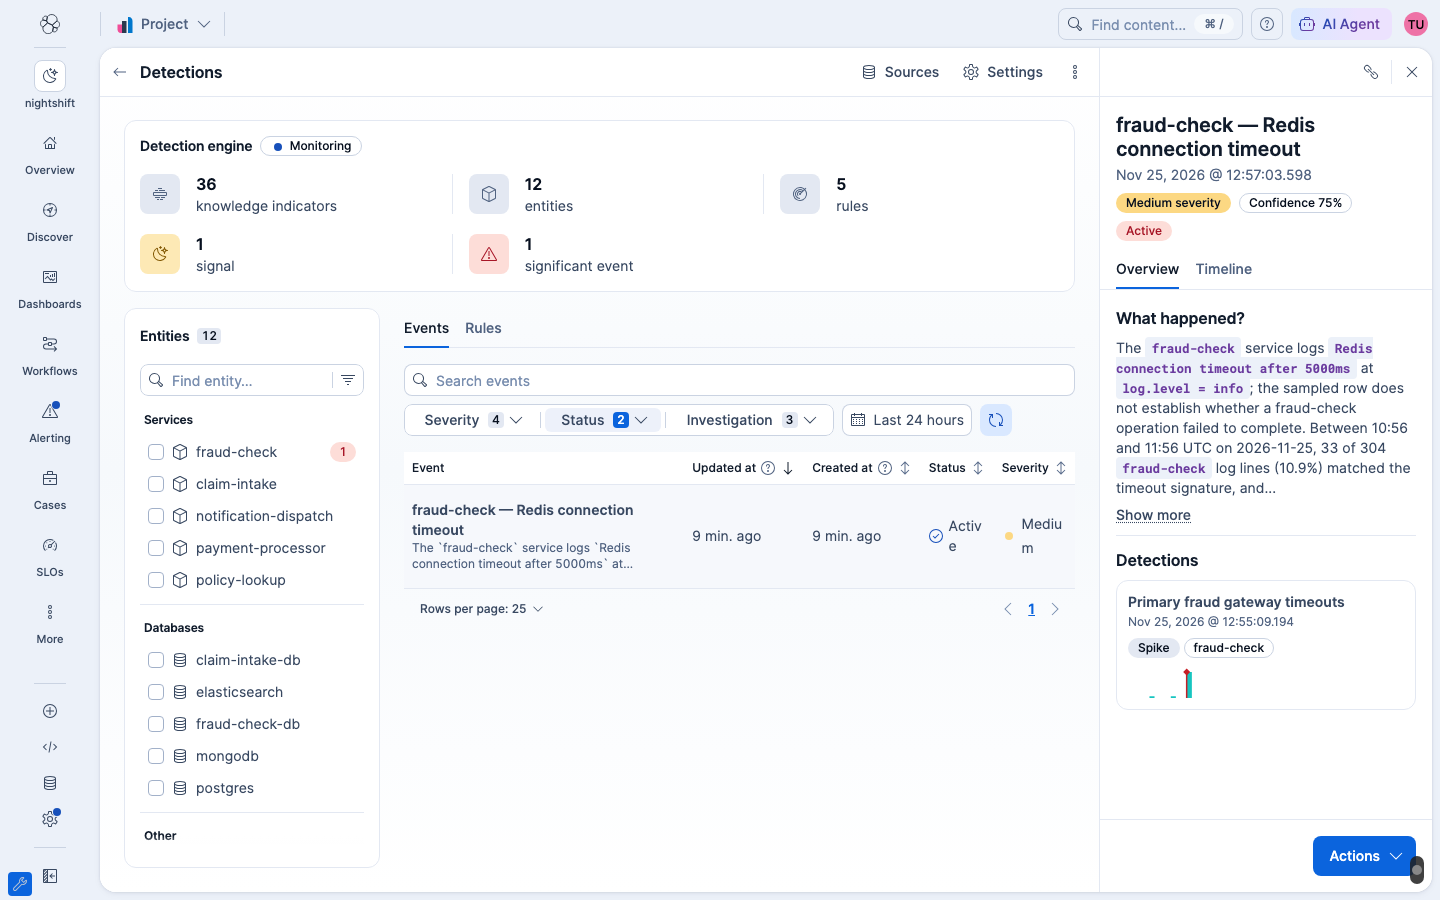 Project
Find content...
⌘ /
AI Agent
TU
nightshift
Overview
Discover
Dashboards
Workflows
Alerting
Cases
SLOs
More
Detections
Sources
Settings
Detection engine
Monitoring
36
knowledge indicators
12
entities
5
rules
1
signal
1
significant event
Entities 12
Find entity...
Services
fraud-check 1
claim-intake
notification-dispatch
payment-processor
policy-lookup
Databases
claim-intake-db
elasticsearch
fraud-check-db
mongodb
postgres
Other
Events
Rules
Search events
Severity 4
Status 2
Investigation 3
Last 24 hours
Event
Updated at
Created at
Status
Severity
fraud-check — Redis connection
timeout
The `fraud-check` service logs `Redis
connection timeout after 5000ms` at...
9 min. ago
9 min. ago
Activ
e
Mediu
m
Rows per page: 25
1
fraud-check — Redis
connection timeout
Nov 25, 2026 @ 12:57:03.598
Medium severity
Confidence 75%
Active
Overview
Timeline
What happened?
The fraud-check service logs Redis
connection timeout after 5000ms at
log.level = info ; the sampled row does
not establish whether a fraud-check
operation failed to complete. Between 10:56
and 11:56 UTC on 2026-11-25, 33 of 304
fraud-check log lines (10.9%) matched the
timeout signature, and...
Show more
Detections
Primary fraud gateway timeouts
Nov 25, 2026 @ 12:55:09.194
Spike
fraud-check
Actions